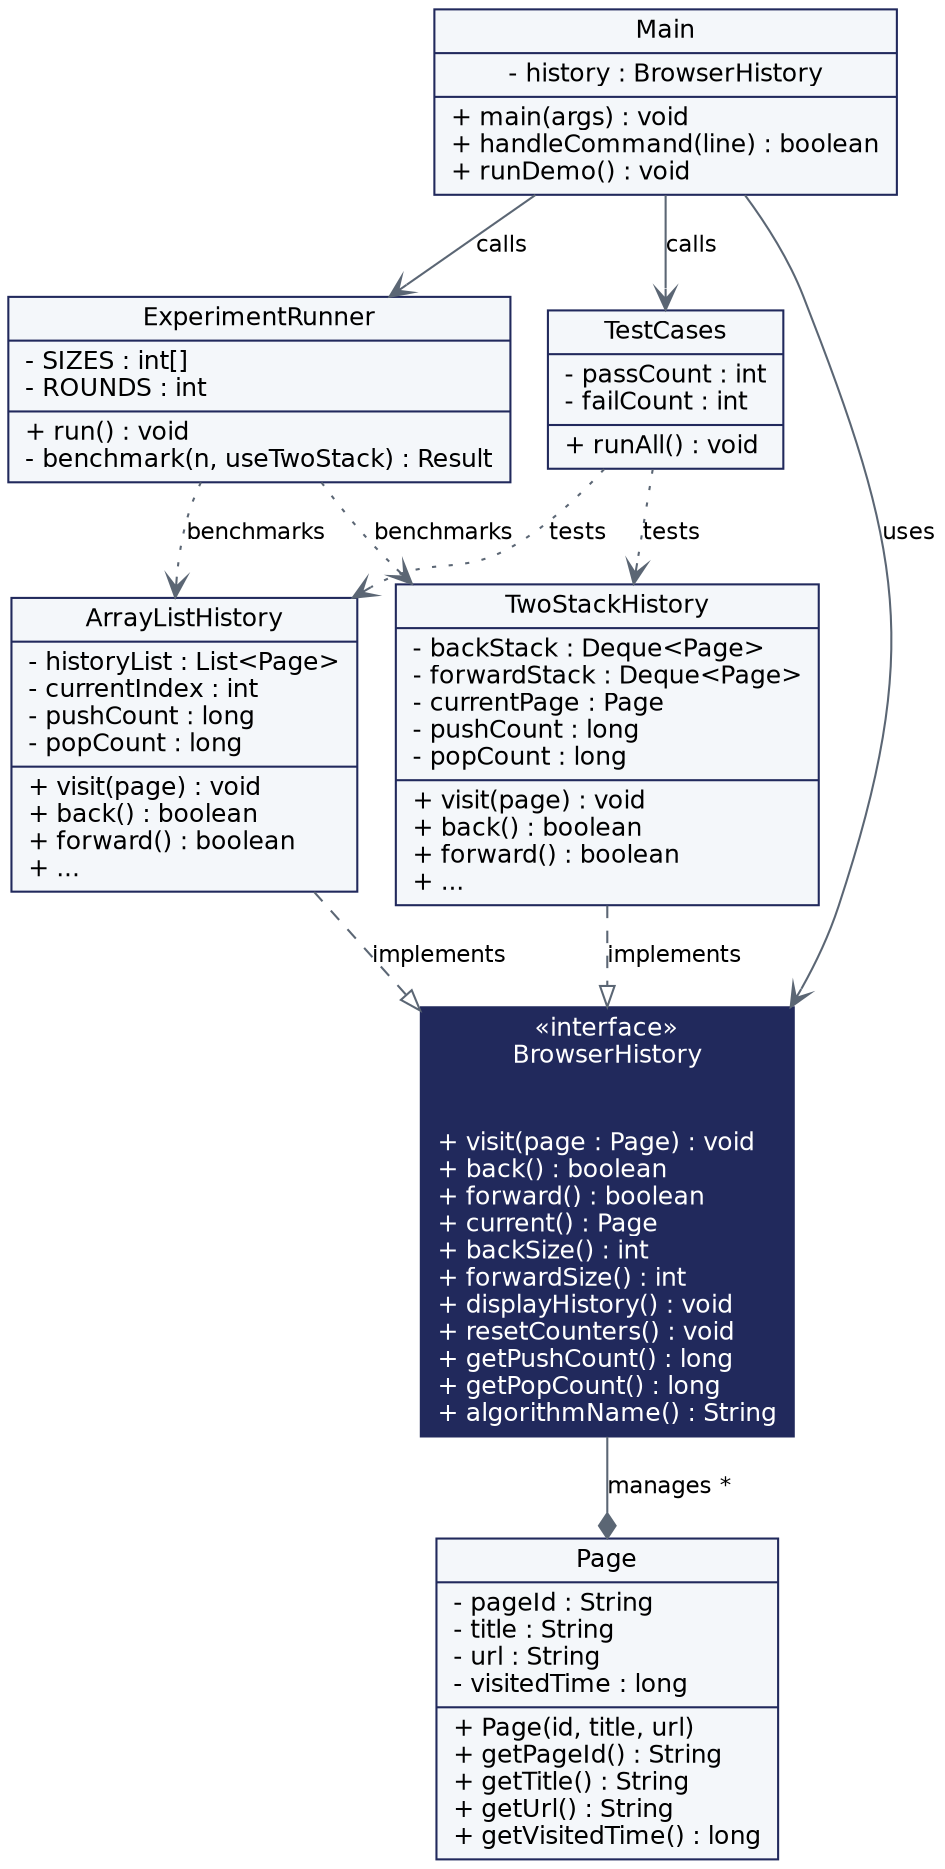 Main
- history : BrowserHistory
+ main(args) : void
+ handleCommand(line) : boolean
+ runDemo() : void
calls
calls
uses
ExperimentRunner
- SIZES : int[]
- ROUNDS : int
+ run() : void
- benchmark(n, useTwoStack) : Result
TestCases
- passCount : int
- failCount : int
+ runAll() : void
benchmarks
benchmarks
tests
tests
ArrayListHistory
- historyList : List<Page>
- currentIndex : int
- pushCount : long
- popCount : long
+ visit(page) : void
+ back() : boolean
+ forward() : boolean
+ ...
TwoStackHistory
- backStack : Deque<Page>
- forwardStack : Deque<Page>
- currentPage : Page
- pushCount : long
- popCount : long
+ visit(page) : void
+ back() : boolean
+ forward() : boolean
+ ...
implements
implements
«interface»
BrowserHistory
+ visit(page : Page) : void
+ back() : boolean
+ forward() : boolean
+ current() : Page
+ backSize() : int
+ forwardSize() : int
+ displayHistory() : void
+ resetCounters() : void
+ getPushCount() : long
+ getPopCount() : long
+ algorithmName() : String
manages *
Page
- pageId : String
- title : String
- url : String
- visitedTime : long
+ Page(id, title, url)
+ getPageId() : String
+ getTitle() : String
+ getUrl() : String
+ getVisitedTime() : long